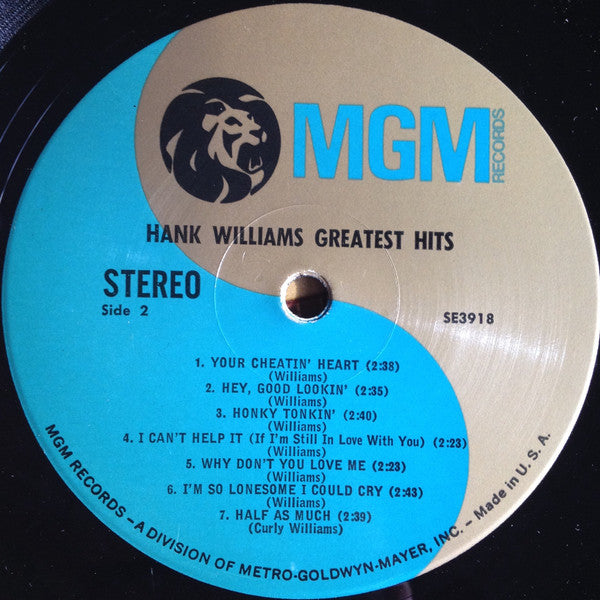 MGM
RECORDS
HANK WILLIAMS GREATEST HITS
STEREO
Side 2
SE3918
1. YOUR CHEATIN' HEART (2:38)
(Williams)
2. HEY, GOOD LOOKIN' (2:35)
(Williams)
3. HONKY TONKIN' (2:40)
(Williams)
4. I CAN'T HELP IT (If I'm Still In Love With You) (2:23)
(Williams)
5. WHY DON'T YOU LOVE ME (2:23)
(Williams)
6. I'M SO LONESOME I COULD CRY (2:43)
(Williams)
7. HALF AS MUCH (2:39)
(Curly Williams)
MGM RECORDS – A DIVISION OF METRO-GOLDWYN-MAYER, INC. – Made in U. S. A.